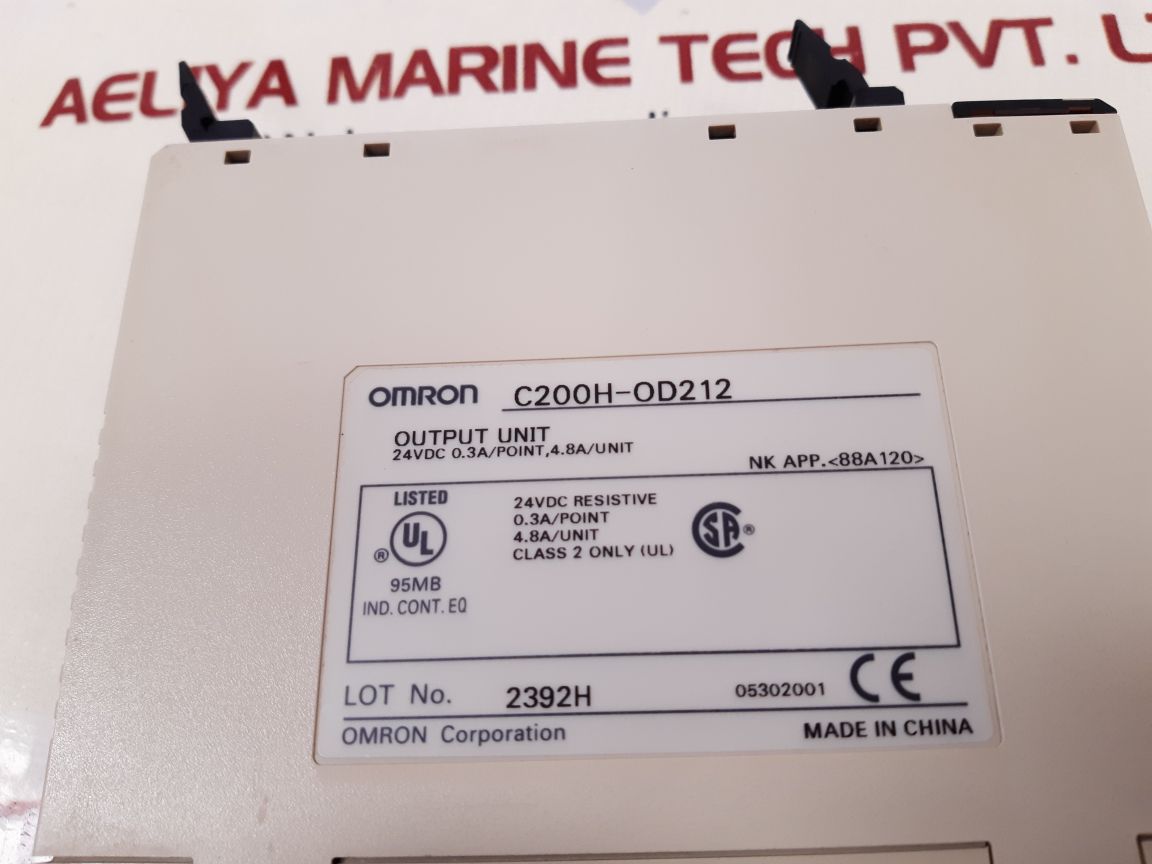 AELIYA MARINE TECH PVT.
OMRON C200H-OD212
OUTPUT UNIT
24VDC 0.3A/POINT,4.8A/UNIT
NK APP.<88A120>
LISTED
UL ®
95MB
IND. CONT. EQ
24VDC RESISTIVE
0.3A/POINT
4.8A/UNIT
CLASS 2 ONLY (UL)
SA ®
LOT No. 2392H
05302001 CE
OMRON Corporation
MADE IN CHINA